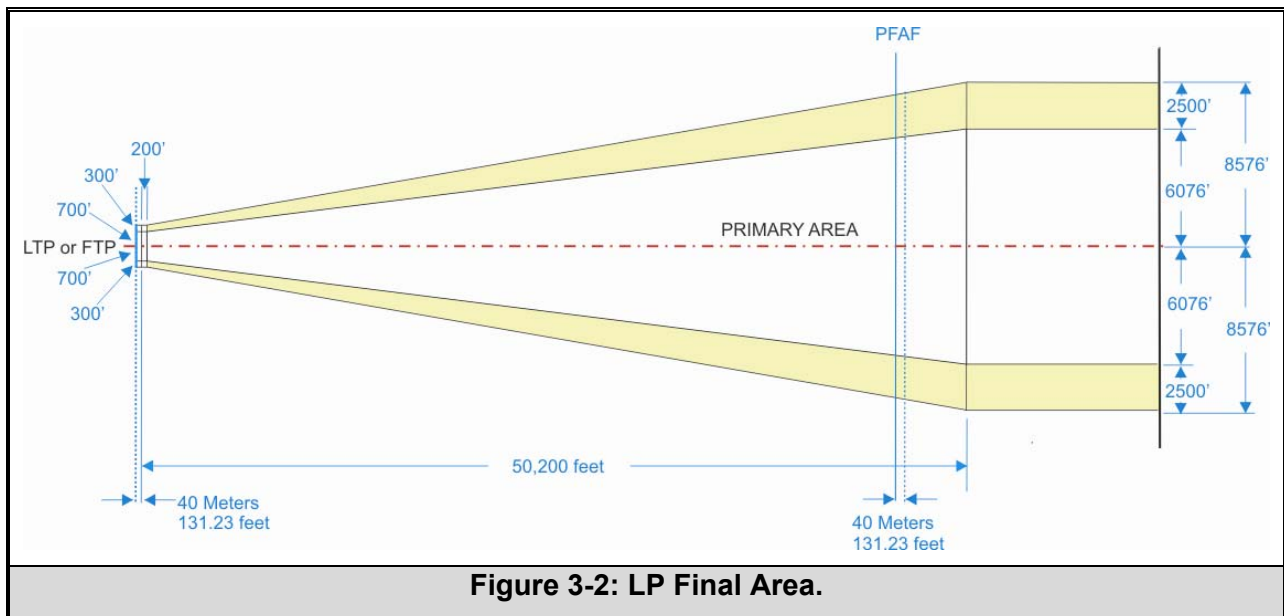 PFAF
200'
300'
700'
LTP or FTP
700'
300'
PRIMARY AREA
2500'
6076'
8576'
6076'
8576'
2500'
50,200 feet
40 Meters
131.23 feet
40 Meters
131.23 feet
Figure 3-2: LP Final Area.